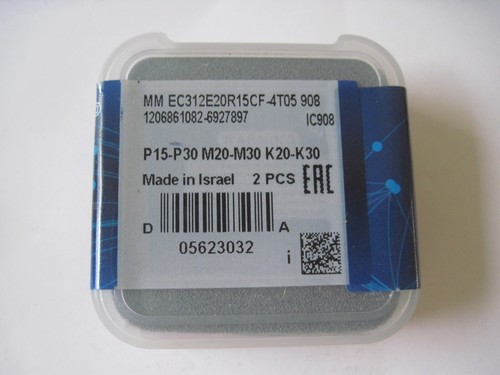 MM EC312E20R15CF-4T05 908
1206861082-6927897 IC908
P15-P30 M20-M30 K20-K30
Made in Israel 2 PCS EAC
D A
05623032
i